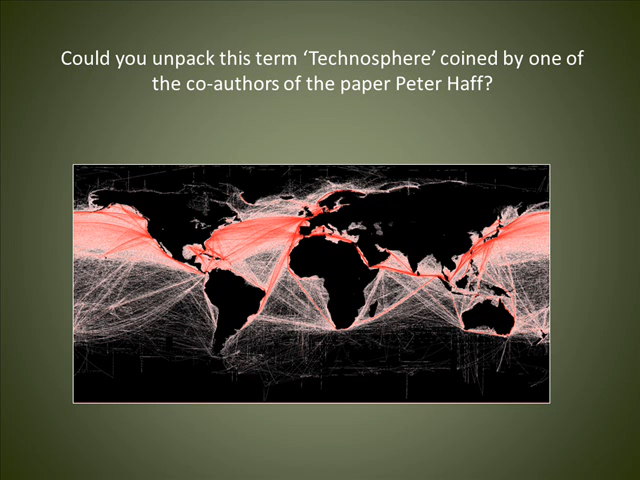 Could you unpack this term ‘Technosphere’ coined by one of
the co-authors of the paper Peter Haff?